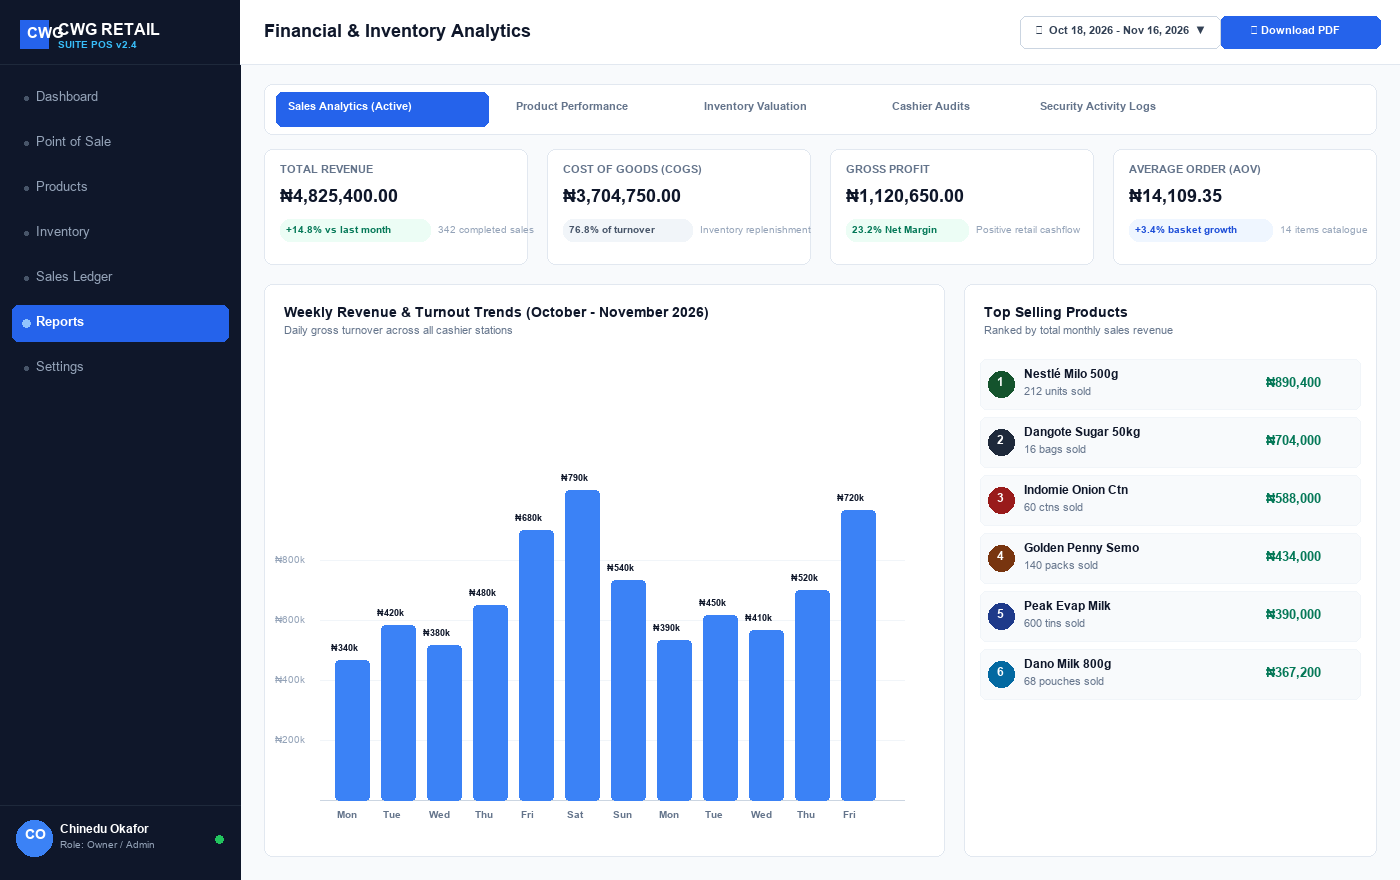 CWG
CWG RETAIL
SUITE POS v2.4
Dashboard
Point of Sale
Products
Inventory
Sales Ledger
Reports
Settings
CO
Chinedu Okafor
Role: Owner / Admin
Financial & Inventory Analytics
Oct 18, 2026 - Nov 16, 2026 ▼
Download PDF
Sales Analytics (Active)
Product Performance
Inventory Valuation
Cashier Audits
Security Activity Logs
TOTAL REVENUE
₦4,825,400.00
+14.8% vs last month
342 completed sales
COST OF GOODS (COGS)
₦3,704,750.00
76.8% of turnover
Inventory replenishment
GROSS PROFIT
₦1,120,650.00
23.2% Net Margin
Positive retail cashflow
AVERAGE ORDER (AOV)
₦14,109.35
+3.4% basket growth
14 items catalogue
Weekly Revenue & Turnout Trends (October - November 2026)
Daily gross turnover across all cashier stations
₦800k
₦600k
₦400k
₦200k
₦340k
₦420k
₦380k
₦480k
₦680k
₦790k
₦540k
₦390k
₦450k
₦410k
₦520k
₦720k
Mon
Tue
Wed
Thu
Fri
Sat
Sun
Mon
Tue
Wed
Thu
Fri
Top Selling Products
Ranked by total monthly sales revenue
1
Nestlé Milo 500g
212 units sold
₦890,400
2
Dangote Sugar 50kg
16 bags sold
₦704,000
3
Indomie Onion Ctn
60 ctns sold
₦588,000
4
Golden Penny Semo
140 packs sold
₦434,000
5
Peak Evap Milk
600 tins sold
₦390,000
6
Dano Milk 800g
68 pouches sold
₦367,200